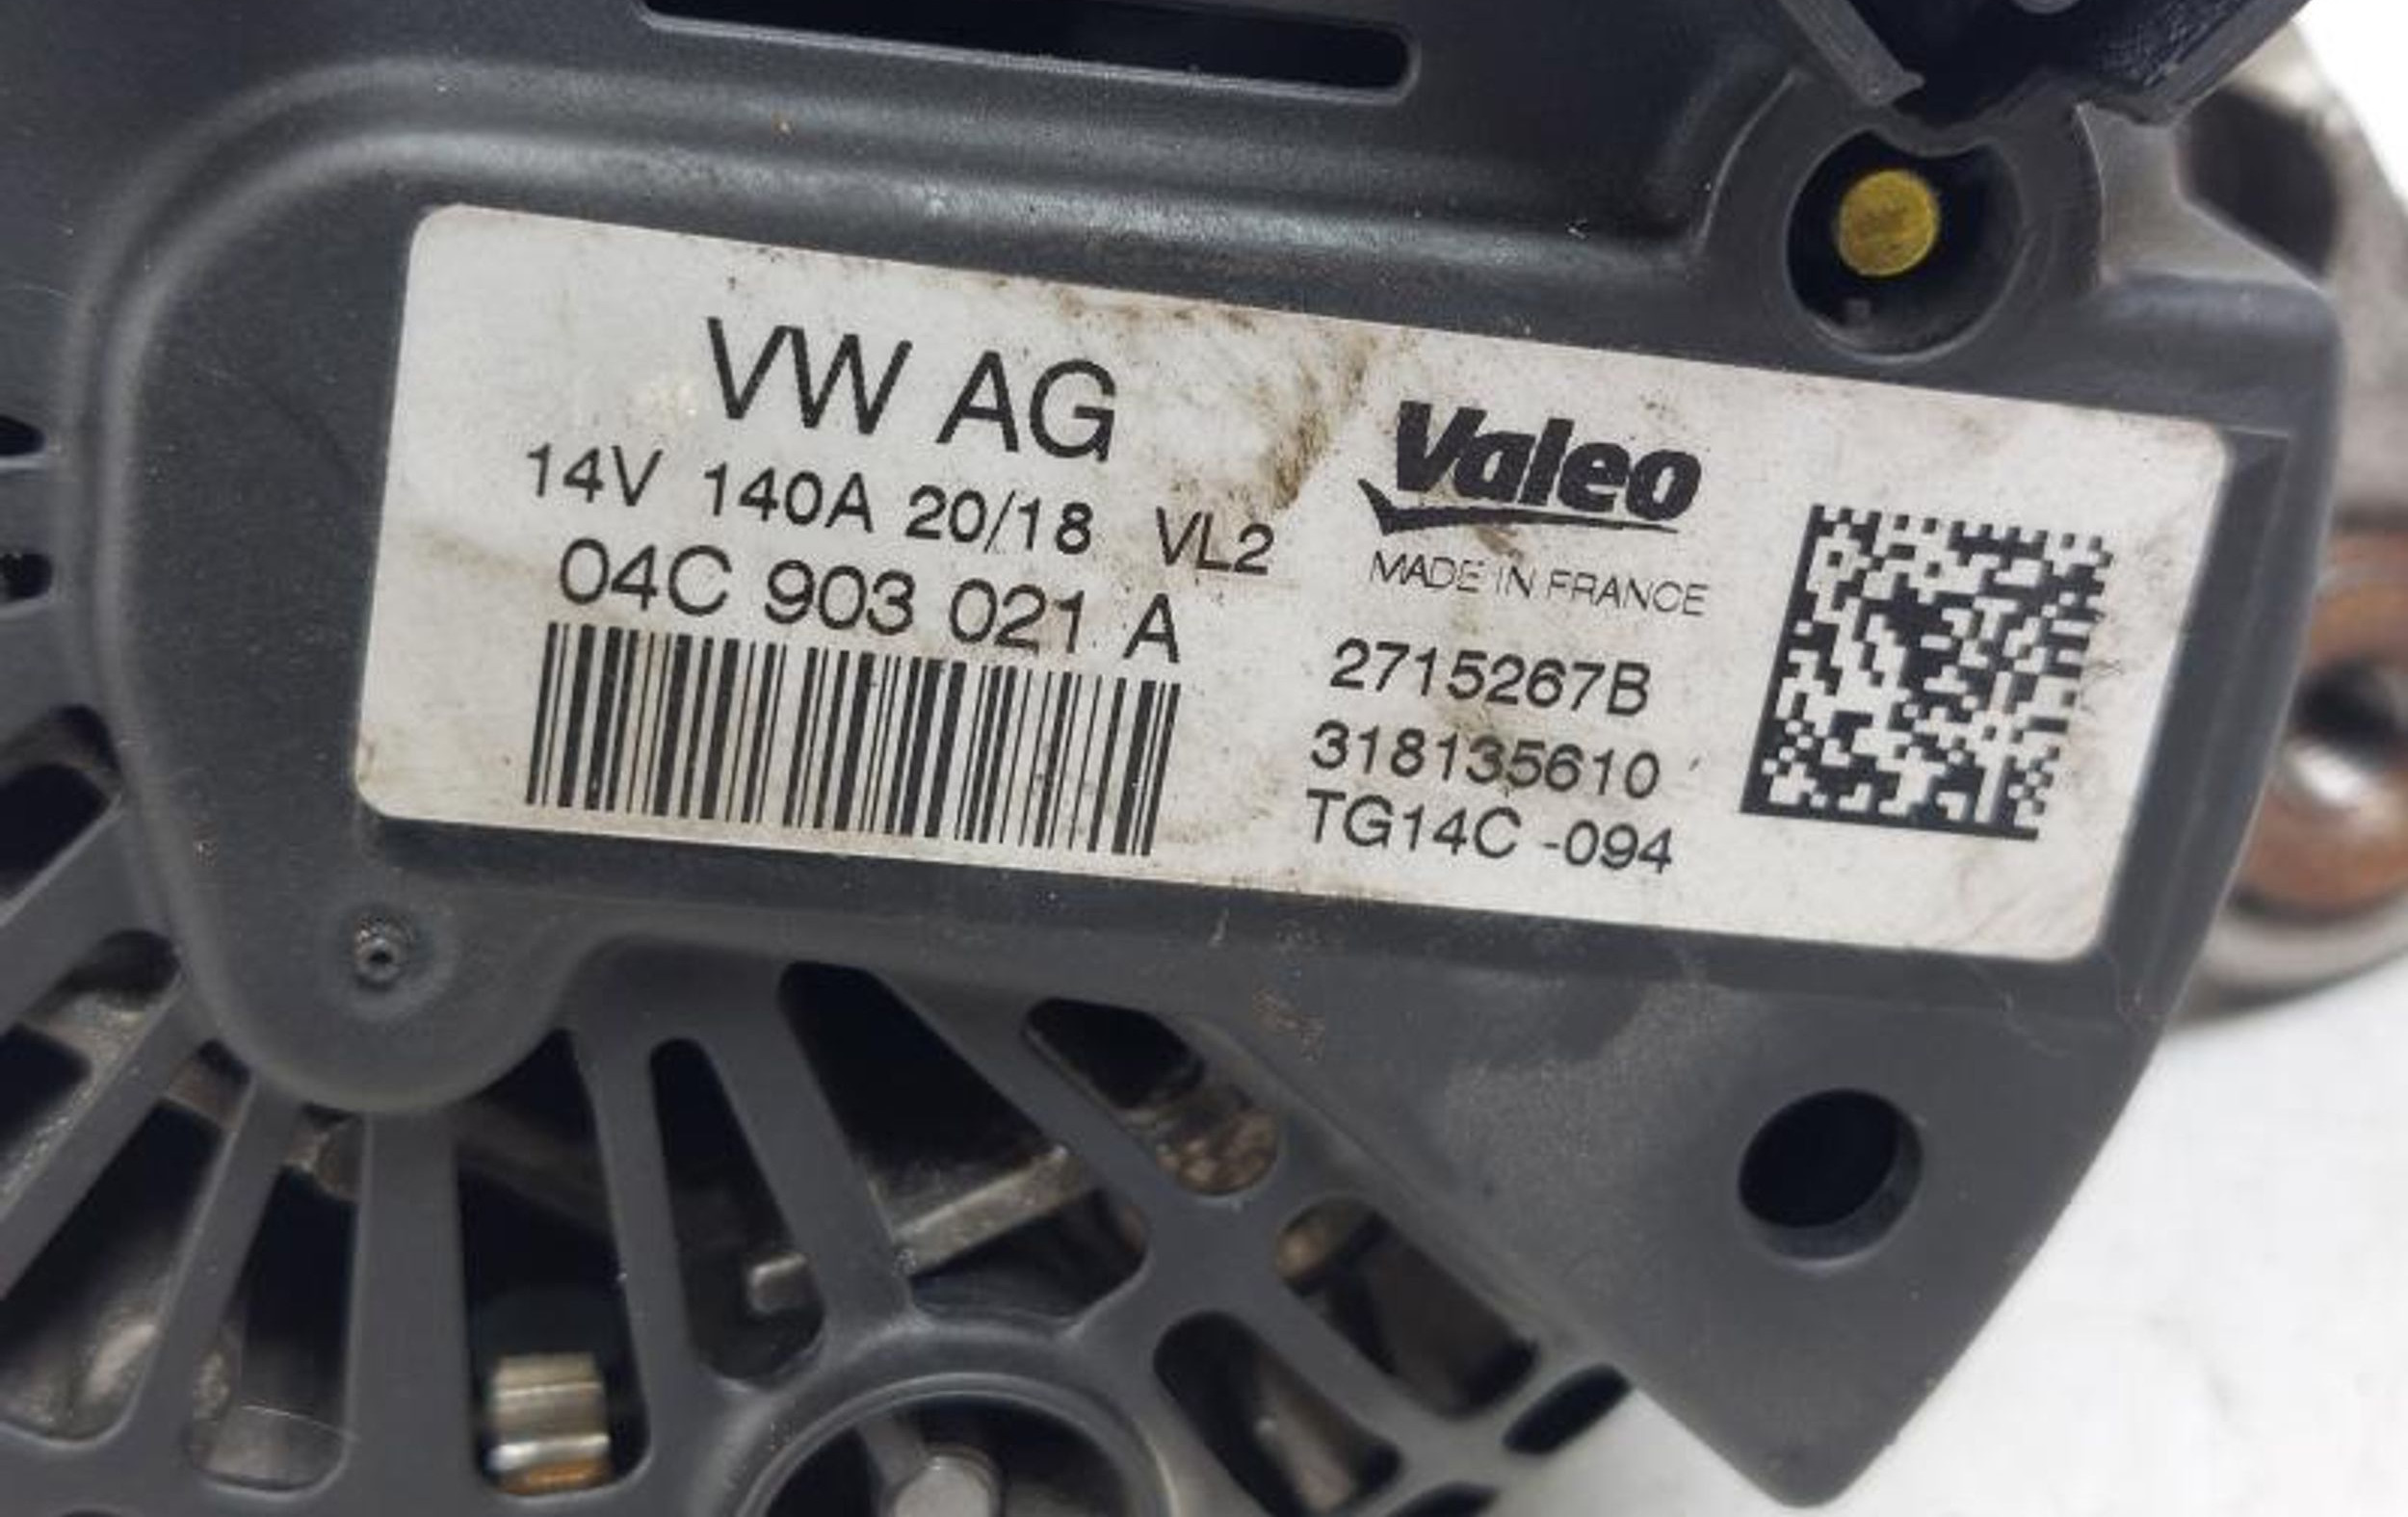 VW AG
14V 140A 20/18 VL2
04C 903 021 A
Valeo
MADE IN FRANCE
2715267B
318135610
TG14C -094